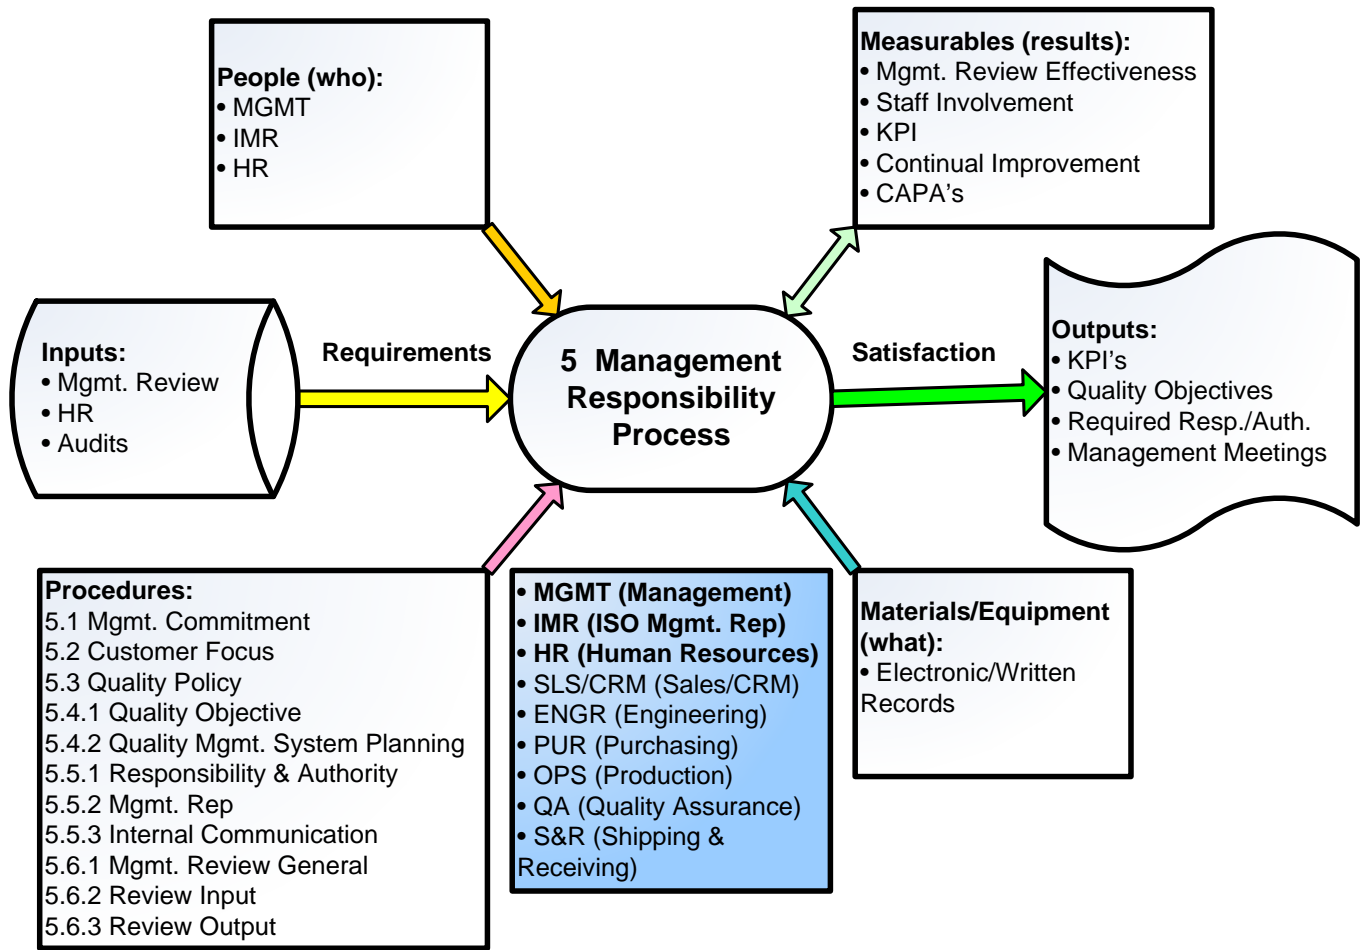 People (who):
• MGMT
• IMR
• HR
Measurables (results):
• Mgmt. Review Effectiveness
• Staff Involvement
• KPI
• Continual Improvement
• CAPA's
Inputs:
• Mgmt. Review
• HR
• Audits
Requirements
5 Management
Responsibility
Process
Satisfaction
Outputs:
• KPI's
• Quality Objectives
• Required Resp./Auth.
• Management Meetings
Procedures:
5.1 Mgmt. Commitment
5.2 Customer Focus
5.3 Quality Policy
5.4.1 Quality Objective
5.4.2 Quality Mgmt. System Planning
5.5.1 Responsibility & Authority
5.5.2 Mgmt. Rep
5.5.3 Internal Communication
5.6.1 Mgmt. Review General
5.6.2 Review Input
5.6.3 Review Output
• MGMT (Management)
• IMR (ISO Mgmt. Rep)
• HR (Human Resources)
• SLS/CRM (Sales/CRM)
• ENGR (Engineering)
• PUR (Purchasing)
• OPS (Production)
• QA (Quality Assurance)
• S&R (Shipping &
Receiving)
Materials/Equipment
(what):
• Electronic/Written
Records